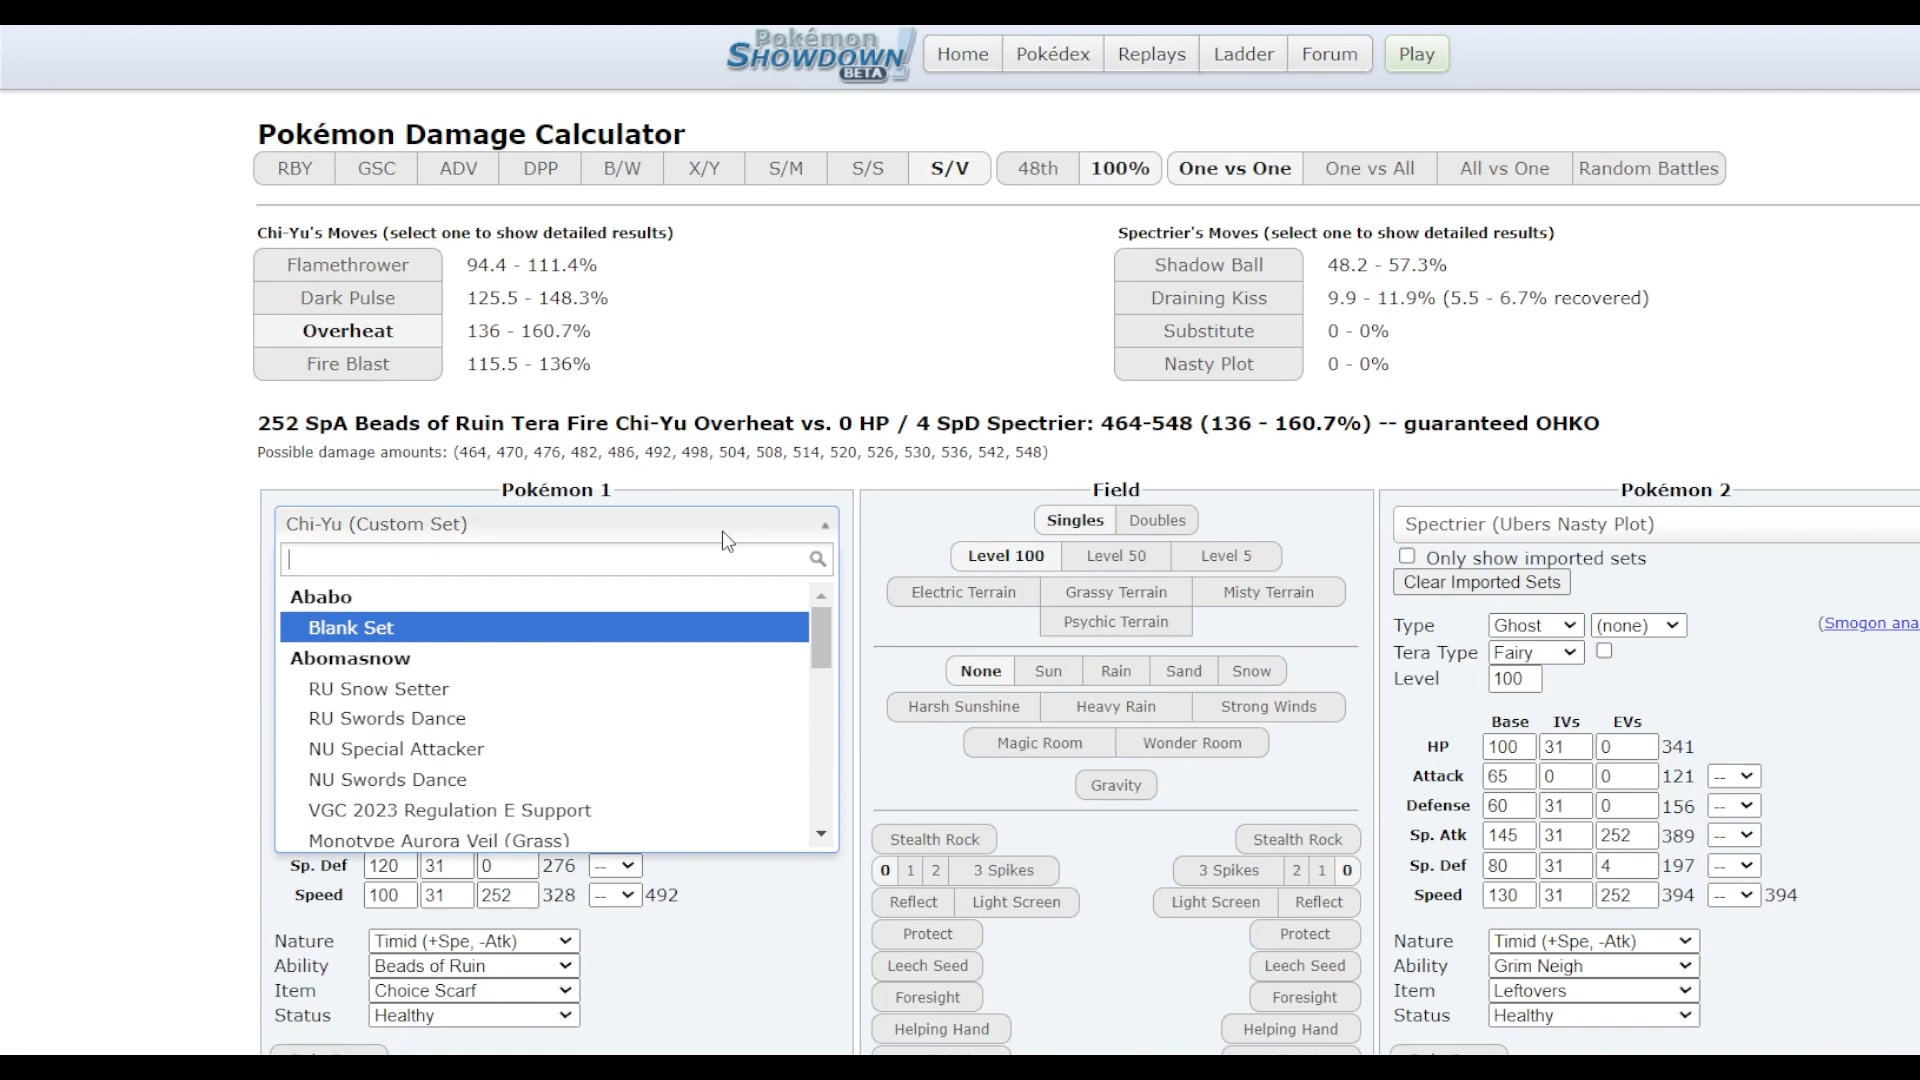 Pokémon
SHOWDOWN!
BETA
Home Pokédex Replays Ladder Forum Play
Pokémon Damage Calculator
RBY GSC ADV DPP B/W X/Y S/M S/S S/V 48th 100% One vs One One vs All All vs One Random Battles
Chi-Yu's Moves (select one to show detailed results)
Flamethrower 94.4 - 111.4%
Dark Pulse 125.5 - 148.3%
Overheat 136 - 160.7%
Fire Blast 115.5 - 136%
Spectrier's Moves (select one to show detailed results)
Shadow Ball 48.2 - 57.3%
Draining Kiss 9.9 - 11.9% (5.5 - 6.7% recovered)
Substitute 0 - 0%
Nasty Plot 0 - 0%
252 SpA Beads of Ruin Tera Fire Chi-Yu Overheat vs. 0 HP / 4 SpD Spectrier: 464-548 (136 - 160.7%) -- guaranteed OHKO
Possible damage amounts: (464, 470, 476, 482, 486, 492, 498, 504, 508, 514, 520, 526, 530, 536, 542, 548)
Pokémon 1
Chi-Yu (Custom Set)
Ababo
Blank Set
Abomasnow
RU Snow Setter
RU Swords Dance
NU Special Attacker
NU Swords Dance
VGC 2023 Regulation E Support
Monotype Aurora Veil (Grass)
Sp. Def 120 31 0 276 --
Speed 100 31 252 328 -- 492
Nature Timid (+Spe, -Atk)
Ability Beads of Ruin
Item Choice Scarf
Status Healthy
Field
Singles Doubles
Level 100 Level 50 Level 5
Electric Terrain Grassy Terrain Misty Terrain
Psychic Terrain
None Sun Rain Sand Snow
Harsh Sunshine Heavy Rain Strong Winds
Magic Room Wonder Room
Gravity
Stealth Rock Stealth Rock
0 1 2 3 Spikes 3 Spikes 2 1 0
Reflect Light Screen Light Screen Reflect
Protect Protect
Leech Seed Leech Seed
Foresight Foresight
Helping Hand Helping Hand
Pokémon 2
Spectrier (Ubers Nasty Plot)
Only show imported sets
Clear Imported Sets
Type Ghost (none) (Smogon ana
Tera Type Fairy
Level 100
Base IVs EVs
HP 100 31 0 341
Attack 65 0 0 121 --
Defense 60 31 0 156 --
Sp. Atk 145 31 252 389 --
Sp. Def 80 31 4 197 --
Speed 130 31 252 394 -- 394
Nature Timid (+Spe, -Atk)
Ability Grim Neigh
Item Leftovers
Status Healthy